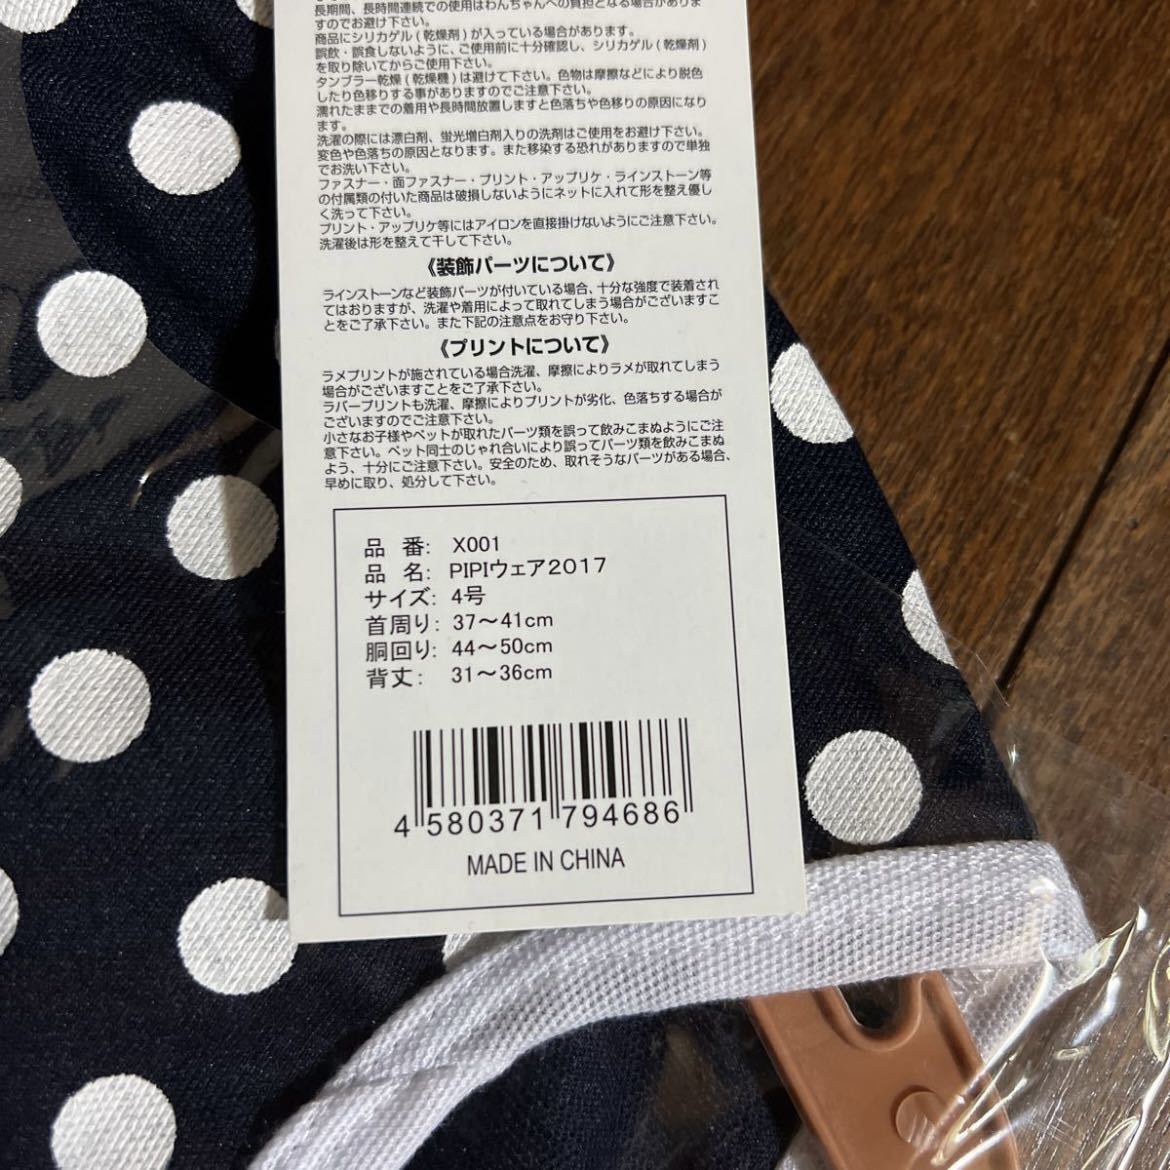 長期間、長時間連続での使用はわんちゃんへの負担となる場合がありま
すのでお避け下さい。
商品にシリカゲル(乾燥剤)が入っている場合があります。
誤飲・誤食しないように、ご使用前に十分確認し、シリカゲル(乾燥剤)
を取り除いてからご使用下さい。
タンブラー乾燥(乾燥機)は避けて下さい。色物は摩擦などにより脱色
したり色移りする事がありますのでご注意下さい。
濡れたままでの着用や長時間放置しますと色落ちや色移りの原因になり
ます。
洗濯の際には漂白剤、蛍光増白剤入りの洗剤はご使用をお避け下さい。
変色や色落ちの原因となります。また移染する恐れがありますので単独
でお洗い下さい。
ファスナー・面ファスナー・プリント・アップリケ・ラインストーン等
の付属類の付いた商品は破損しないようにネットに入れて形を整え優し
く洗って下さい。
プリント・アップリケ等にはアイロンを直接掛けないようにご注意下さい。
洗濯後は形を整えて干して下さい。
《装飾パーツについて》
ラインストーンなど装飾パーツが付いている場合、十分な強度で装着され
てはおりますが、洗濯や着用によって取れてしまう場合がございますこ
とをご了承下さい。また下記の注意点をお守り下さい。
《プリントについて》
ラメプリントが施されている場合洗濯、摩擦によりラメが取れてしまう
場合がございますことをご了承下さい。
ラバープリントも洗濯、摩擦によりプリントが劣化、色落ちする場合が
ございますのでご注意下さい。
小さなお子様やペットが取れたパーツ類を誤って飲みこまぬようにご注
意下さい。ペット同士のじゃれ合いにより誤ってパーツ類を飲みこまぬ
よう、十分にご注意下さい。安全のため、取れそうなパーツがある場合、
早めに取り、処分して下さい。
品 番: X001
品 名: PIPIウェア2017
サイズ: 4号
首周り: 37～41cm
胴回り: 44～50cm
背丈: 31～36cm
4 580371 794686
MADE IN CHINA